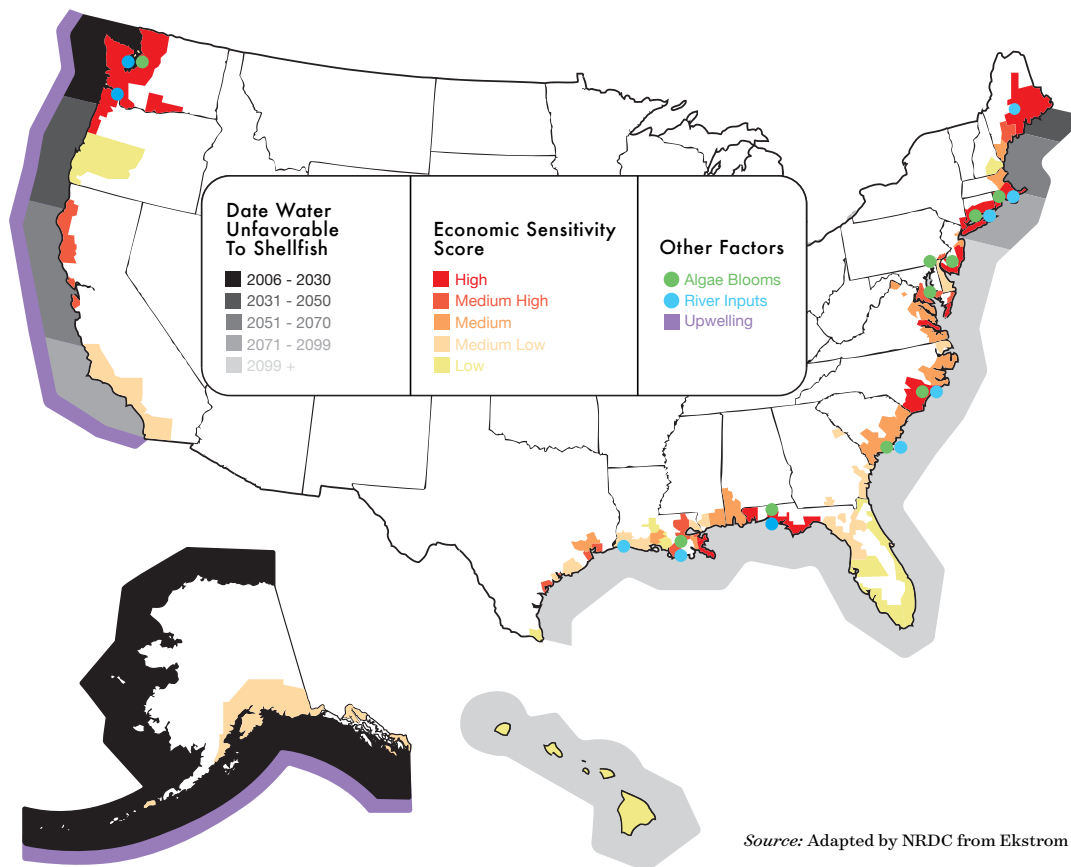 Date Water
Unfavorable
To Shellfish
2006 - 2030
2031 - 2050
2051 - 2070
2071 - 2099
2099 +
Economic Sensitivity
Score
High
Medium High
Medium
Medium Low
Low
Other Factors
Algae Blooms
River Inputs
Upwelling
Source: Adapted by NRDC from Ekstrom